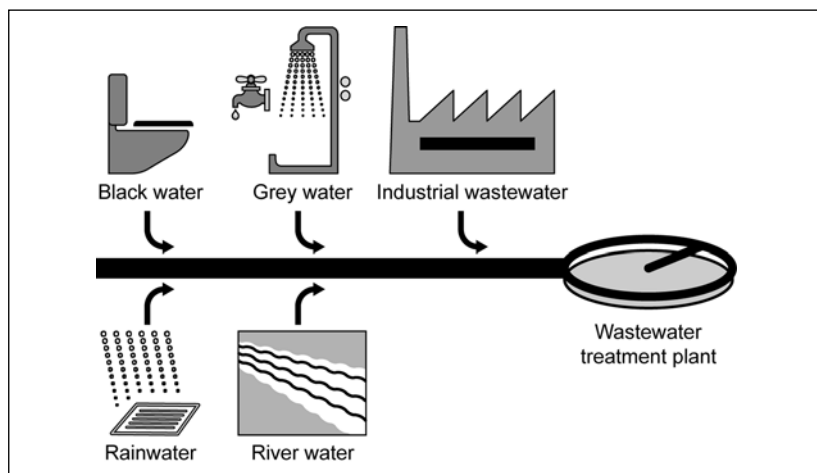 Black water
Grey water
Industrial wastewater
Wastewater
treatment plant
Rainwater
River water